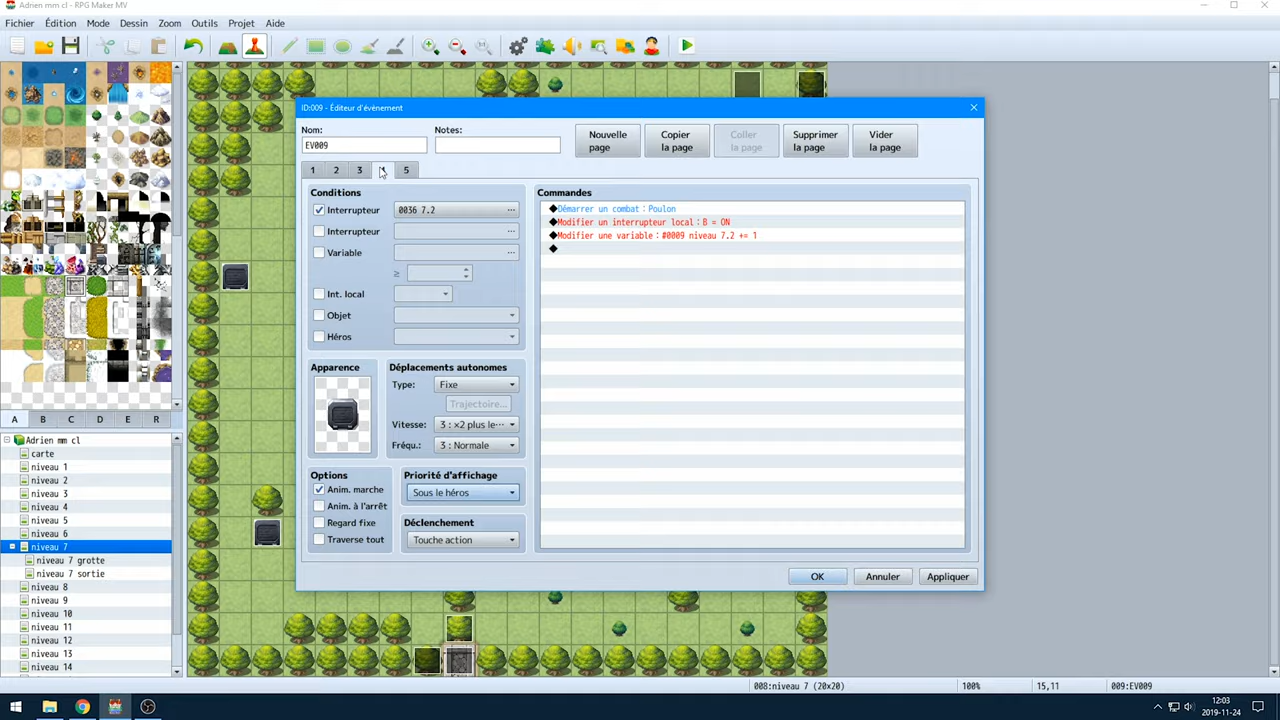 Adrien mm cl - RPG Maker MV
Fichier Édition Mode Dessin Zoom Outils Projet Aide
ID:009 - Éditeur d'évènement
Nom:
EV009
Notes:
Nouvelle page
Copier la page
Coller la page
Supprimer la page
Vider la page
1 2 3 4 5
Conditions
Interrupteur 0036 7.2 ...
Interrupteur ...
Variable ...
≥
Int. local
Objet
Héros
Apparence
Déplacements autonomes
Type: Fixe
Trajectoire...
Vitesse: 3 : ×2 plus le···
Fréqu.: 3 : Normale
Options
Anim. marche
Anim. à l'arrêt
Regard fixe
Traverse tout
Priorité d'affichage
Sous le héros
Déclenchement
Touche action
Commandes
◆Démarrer un combat : Poulon
◆Modifier un interrupteur local : B = ON
◆Modifier une variable : #0009 niveau 7.2 += 1
◆
OK Annuler Appliquer
A B C D E R
Adrien mm cl
carte
niveau 1
niveau 2
niveau 3
niveau 4
niveau 5
niveau 6
niveau 7
niveau 7 grotte
niveau 7 sortie
niveau 8
niveau 9
niveau 10
niveau 11
niveau 12
niveau 13
niveau 14
008:niveau 7 (20x20) 100% 15,11 009:EV009
12:03
2019-11-24